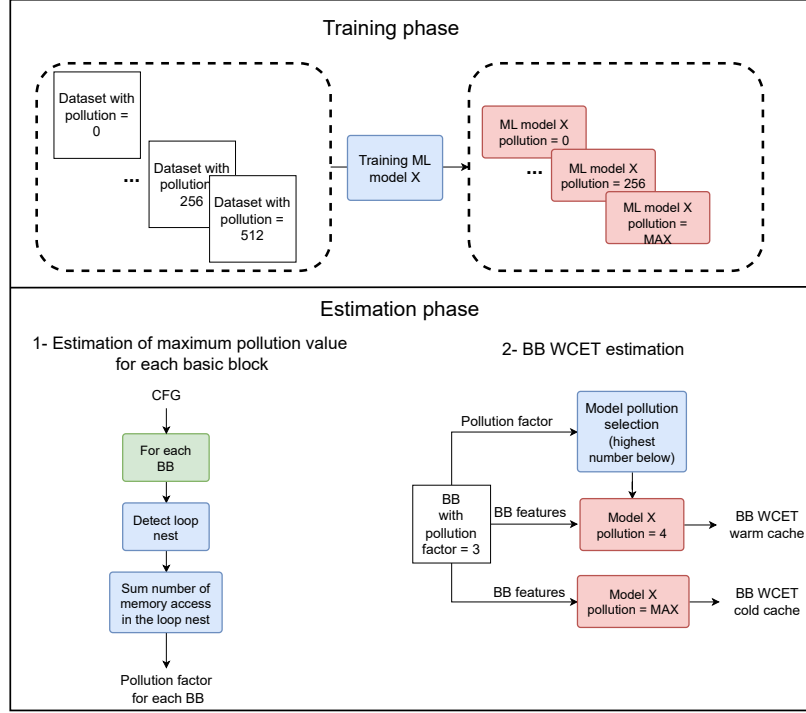 Training phase
Dataset with
pollution =
0
...
Dataset with
pollution
256
Dataset with
pollution =
512
Training ML
model X
ML model X
pollution = 0
...
ML model X
pollution = 256
ML model X
pollution =
MAX
Estimation phase
1- Estimation of maximum pollution value
for each basic block
CFG
For each
BB
Detect loop
nest
Sum number of
memory access
in the loop nest
Pollution factor
for each BB
2- BB WCET estimation
Pollution factor
Model pollution
selection
(highest
number below)
BB
with
pollution
factor = 3
BB features
Model X
pollution = 4
BB WCET
warm cache
BB features
Model X
pollution = MAX
BB WCET
cold cache